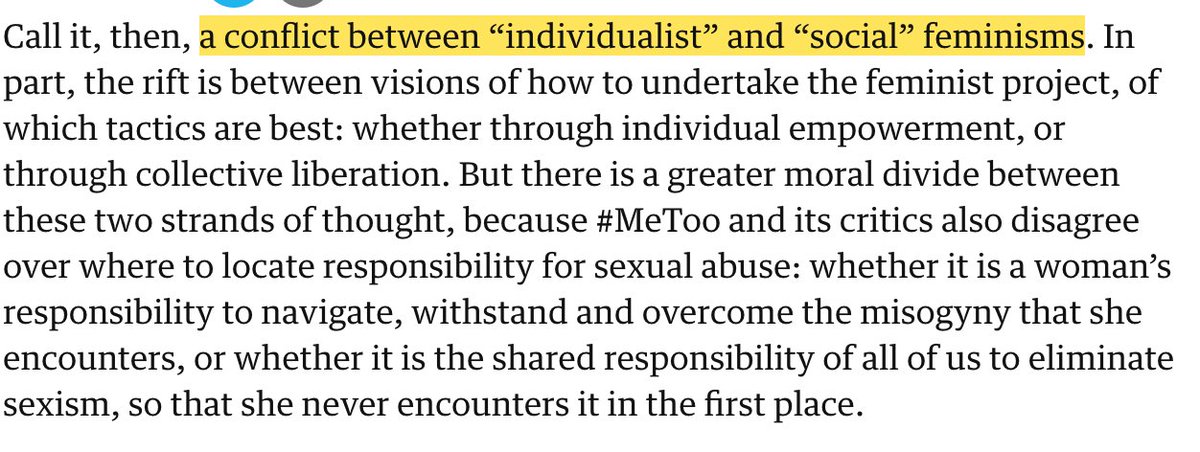 Call it, then, a conflict between “individualist” and “social” feminisms. In
part, the rift is between visions of how to undertake the feminist project, of
which tactics are best: whether through individual empowerment, or
through collective liberation. But there is a greater moral divide between
these two strands of thought, because #MeToo and its critics also disagree
over where to locate responsibility for sexual abuse: whether it is a woman’s
responsibility to navigate, withstand and overcome the misogyny that she
encounters, or whether it is the shared responsibility of all of us to eliminate
sexism, so that she never encounters it in the first place.